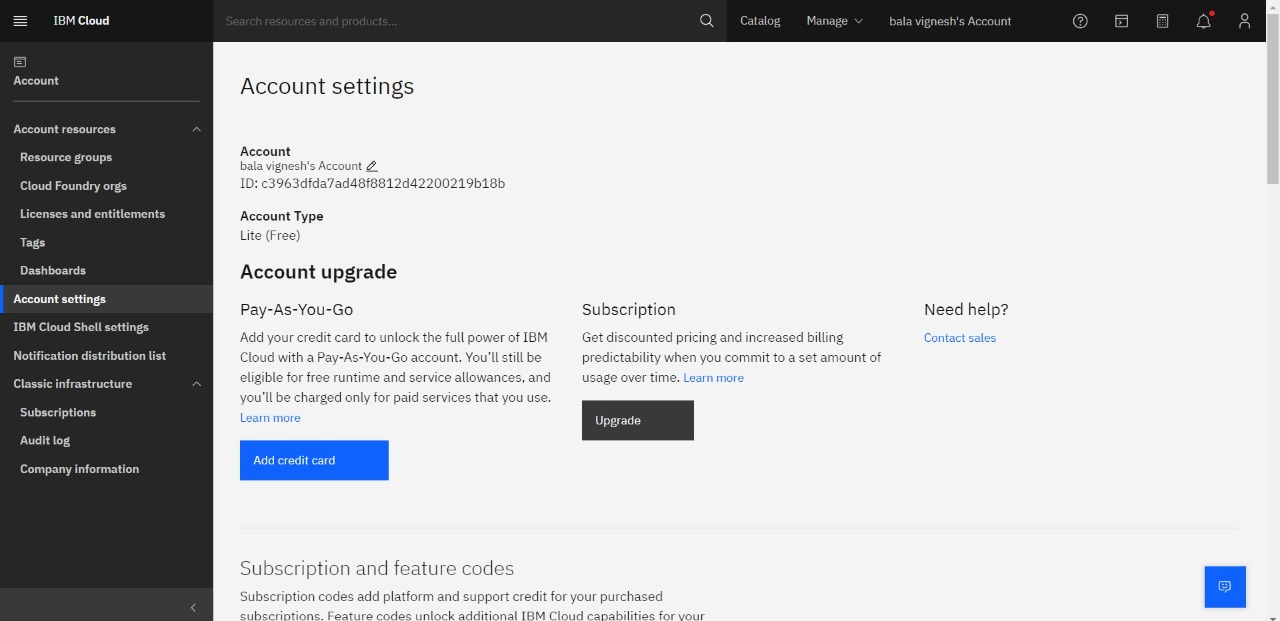 IBM Cloud
Search resources and products...
Catalog
Manage
bala vignesh's Account
Account
Account resources
Resource groups
Cloud Foundry orgs
Licenses and entitlements
Tags
Dashboards
Account settings
IBM Cloud Shell settings
Notification distribution list
Classic infrastructure
Subscriptions
Audit log
Company information
Account settings
Account
bala vignesh's Account
ID: c3963dfda7ad48f8812d42200219b18b
Account Type
Lite (Free)
Account upgrade
Pay-As-You-Go
Add your credit card to unlock the full power of IBM
Cloud with a Pay-As-You-Go account. You'll still be
eligible for free runtime and service allowances, and
you'll be charged only for paid services that you use.
Learn more
Add credit card
Subscription
Get discounted pricing and increased billing
predictability when you commit to a set amount of
usage over time. Learn more
Upgrade
Need help?
Contact sales
Subscription and feature codes
Subscription codes add platform and support credit for your purchased
subscriptions. Feature codes unlock additional IBM Cloud capabilities for your